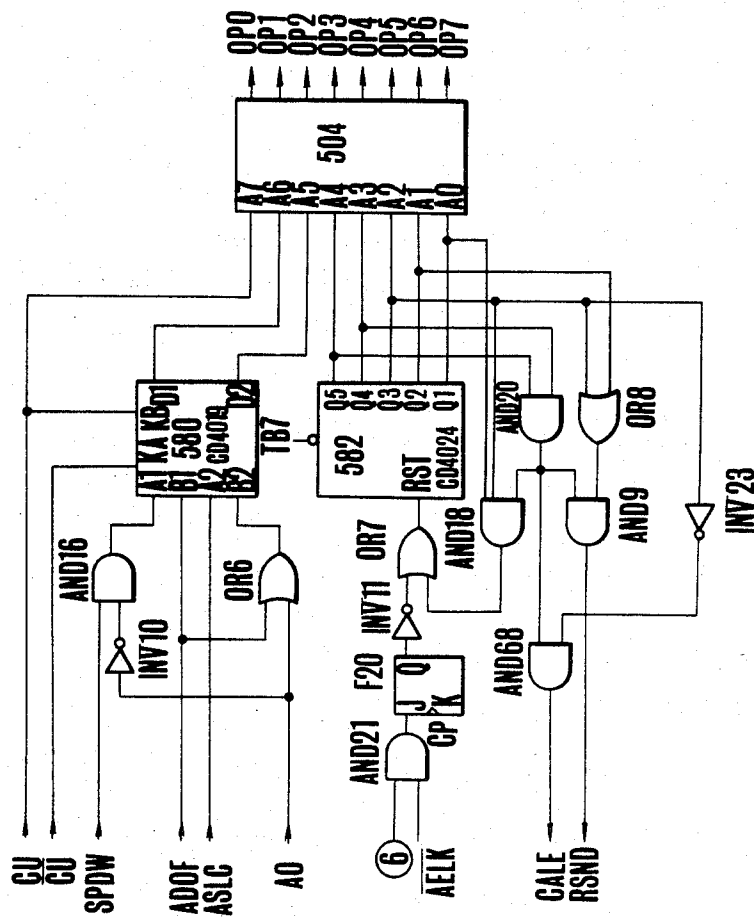 CU
C̅U̅
SPDW
ADOF
ASLC
A0
6
A̅E̅L̅K̅
CALE
RSND
AND16
INV10
OR6
A1
KA
KB
B1
A2
B2
580
CD4019
D1
D2
TB7
582
RST
CD4024
Q5
Q4
Q3
Q2
Q1
AND21
F20
J
Q
CP
K
INV11
OR7
AND18
AND20
AND68
AND9
OR8
INV23
A7
A6
A5
A4
A3
A2
A1
A0
504
OP0
OP1
OP2
OP3
OP4
OP5
OP6
OP7